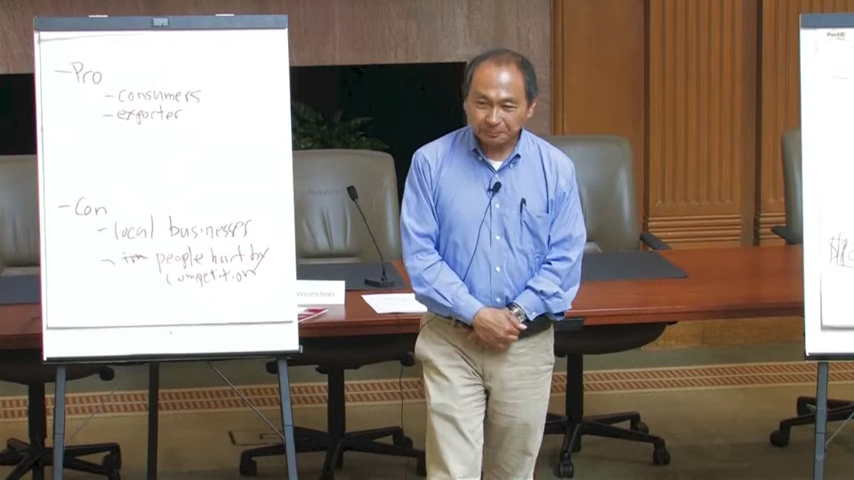 - Pro
- consumers
- exporter
- Con
- local businesses
- people hurt by
competition
Weinstein